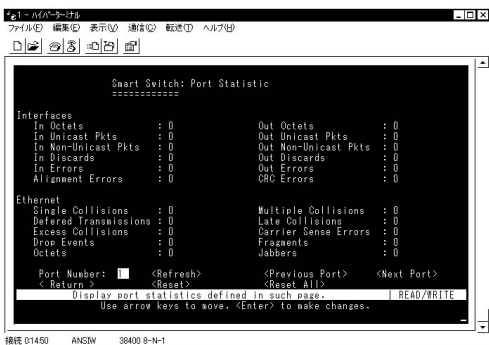 e1 - ハイパーターミナル
ファイル(F) 編集(E) 表示(V) 通信(C) 転送(T) ヘルプ(H)
Smart Switch: Port Statistic
============
Interfaces
In Octets : 0 Out Octets : 0
In Unicast Pkts : 0 Out Unicast Pkts : 0
In Non-Unicast Pkts : 0 Out Non-Unicast Pkts : 0
In Discards : 0 Out Discards : 0
In Errors : 0 Out Errors : 0
Alignment Errors : 0 CRC Errors : 0
Ethernet
Single Collisions : 0 Multiple Collisions : 0
Defered Transmissions : 0 Late Collisions : 0
Excess Collisions : 0 Carrier Sense Errors : 0
Drop Events : 0 Fragments : 0
Octets : 0 Jabbers : 0
Port Number: 1 <Refresh> <Previous Port> <Next Port>
< Return > <Reset> <Reset All>
Display port statistics defined in such page. | READ/WRITE
Use arrow keys to move. <Enter> to make changes.
接続 0:14:50 ANSIW 38400 8-N-1